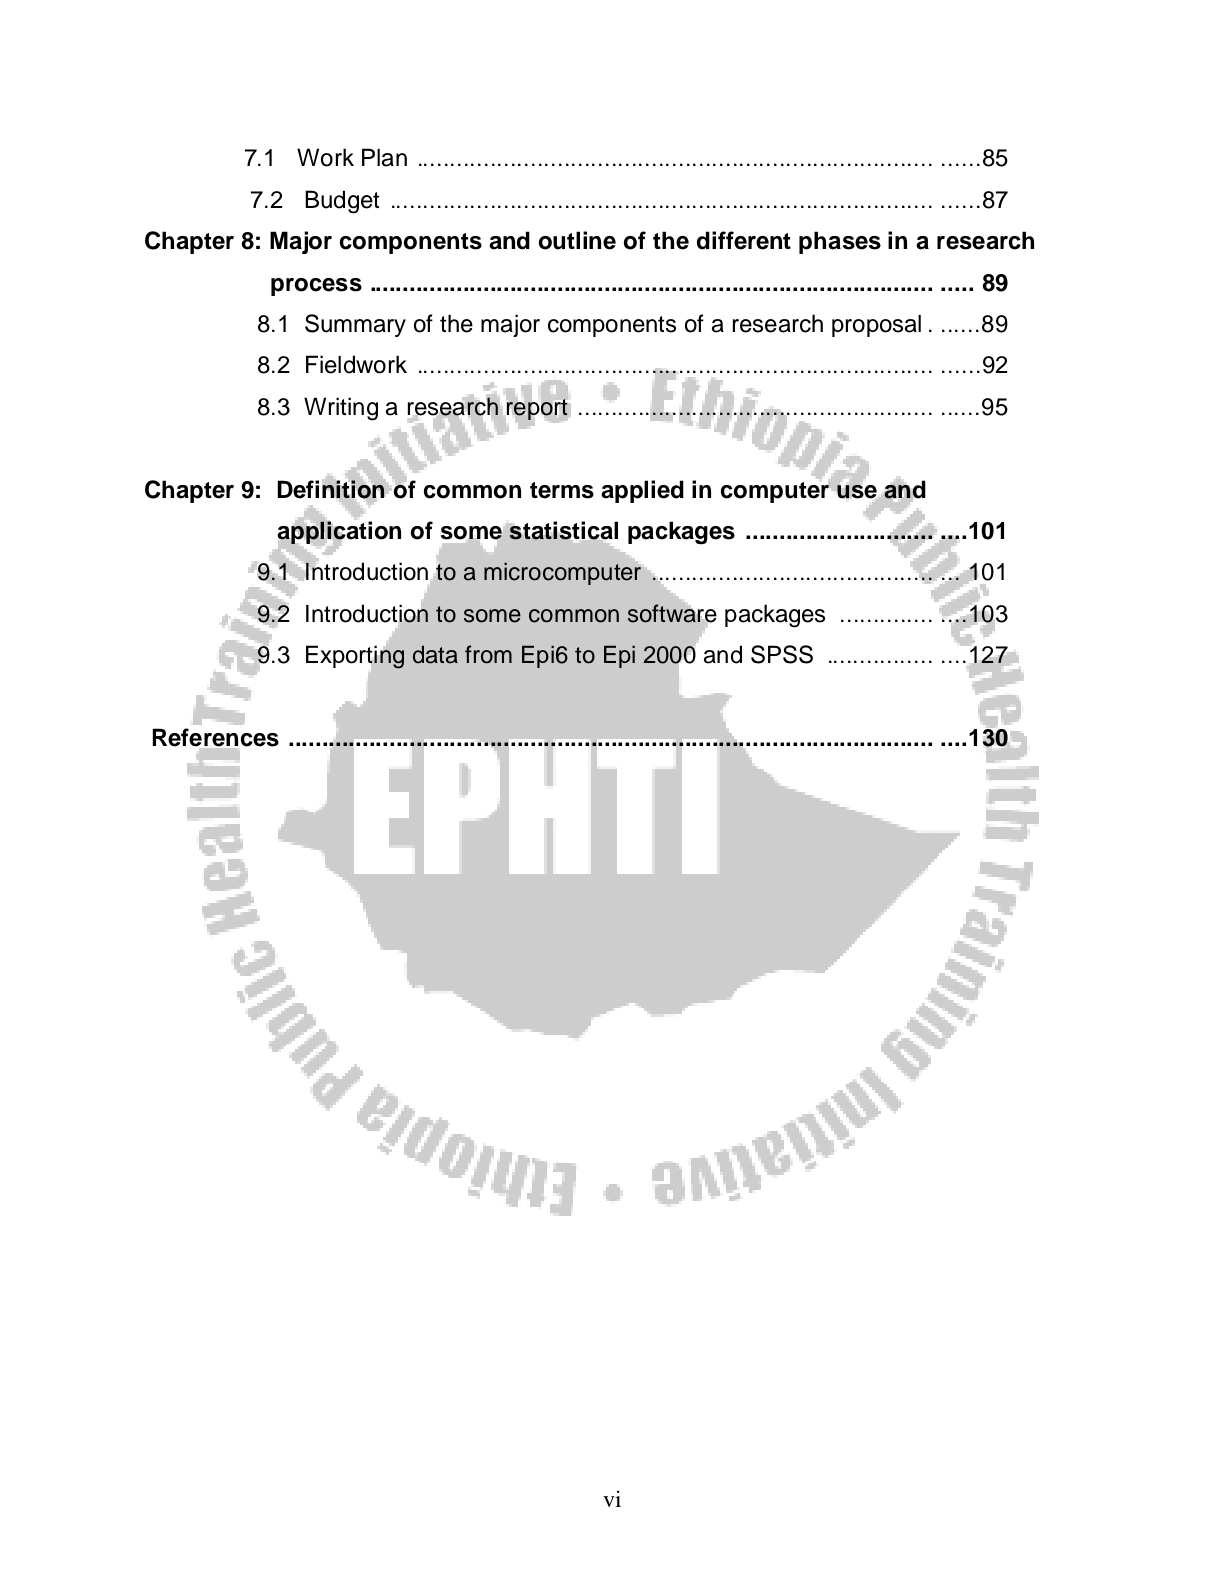 7.1 Work Plan ............................................................................. ......85
7.2 Budget ................................................................................. ......87
Chapter 8: Major components and outline of the different phases in a research
process .................................................................................... ..... 89
8.1 Summary of the major components of a research proposal . ......89
8.2 Fieldwork ............................................................................. ......92
8.3 Writing a research report ..................................................... ......95
Chapter 9: Definition of common terms applied in computer use and
application of some statistical packages ............................ ....101
9.1 Introduction to a microcomputer .......................................... ... 101
9.2 Introduction to some common software packages .............. ....103
9.3 Exporting data from Epi6 to Epi 2000 and SPSS ................ ....127
References ................................................................................................ ....130
EPHTI
Ethiopia Public Health Training Initiative • Ethiopia Public Health Training Initiative •
vi